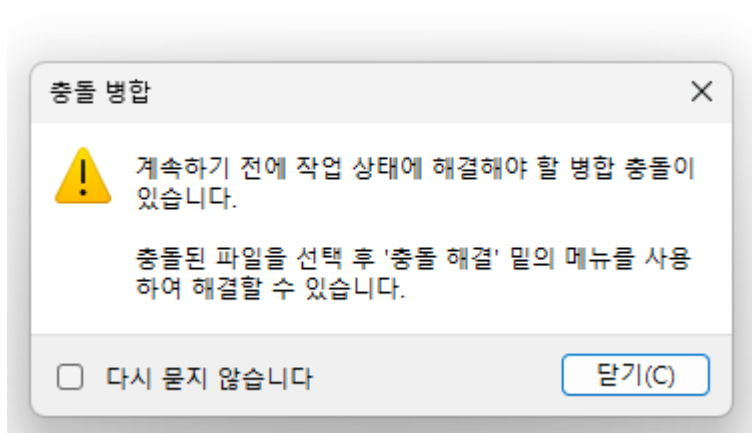 충돌 병합
계속하기 전에 작업 상태에 해결해야 할 병합 충돌이
있습니다.
충돌된 파일을 선택 후 '충돌 해결' 밑의 메뉴를 사용
하여 해결할 수 있습니다.
다시 묻지 않습니다
닫기(C)